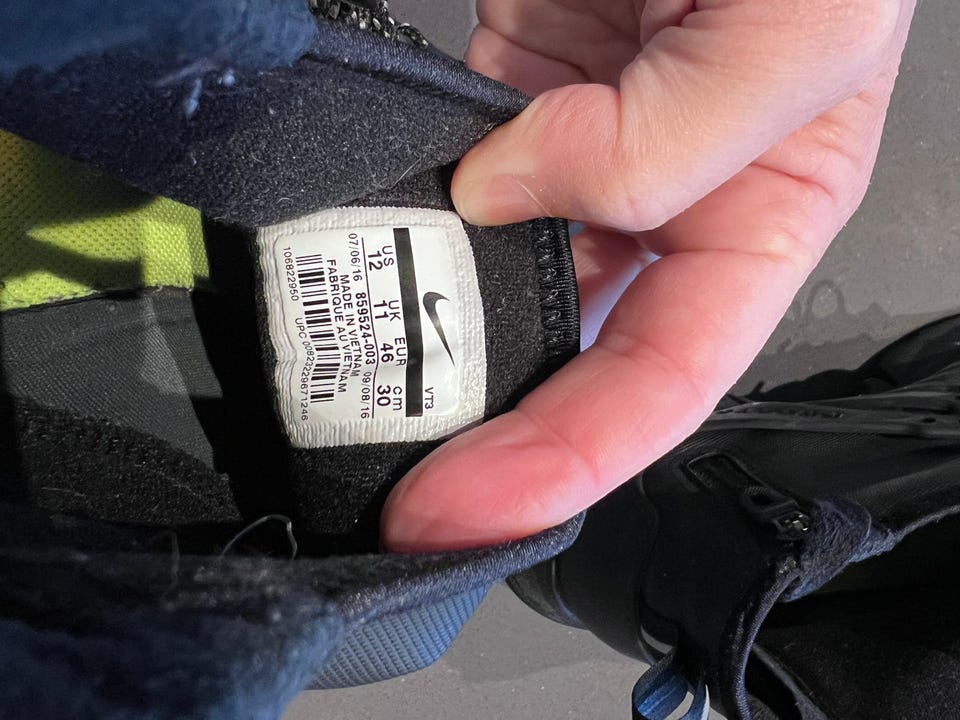 VT3
US UK EUR cm
12 11 46 30
07/06/16 859524-003 09/08/16
MADE IN VIETNAM
FABRIQUE AU VIETNAM
106822950 UPC 00823229671246